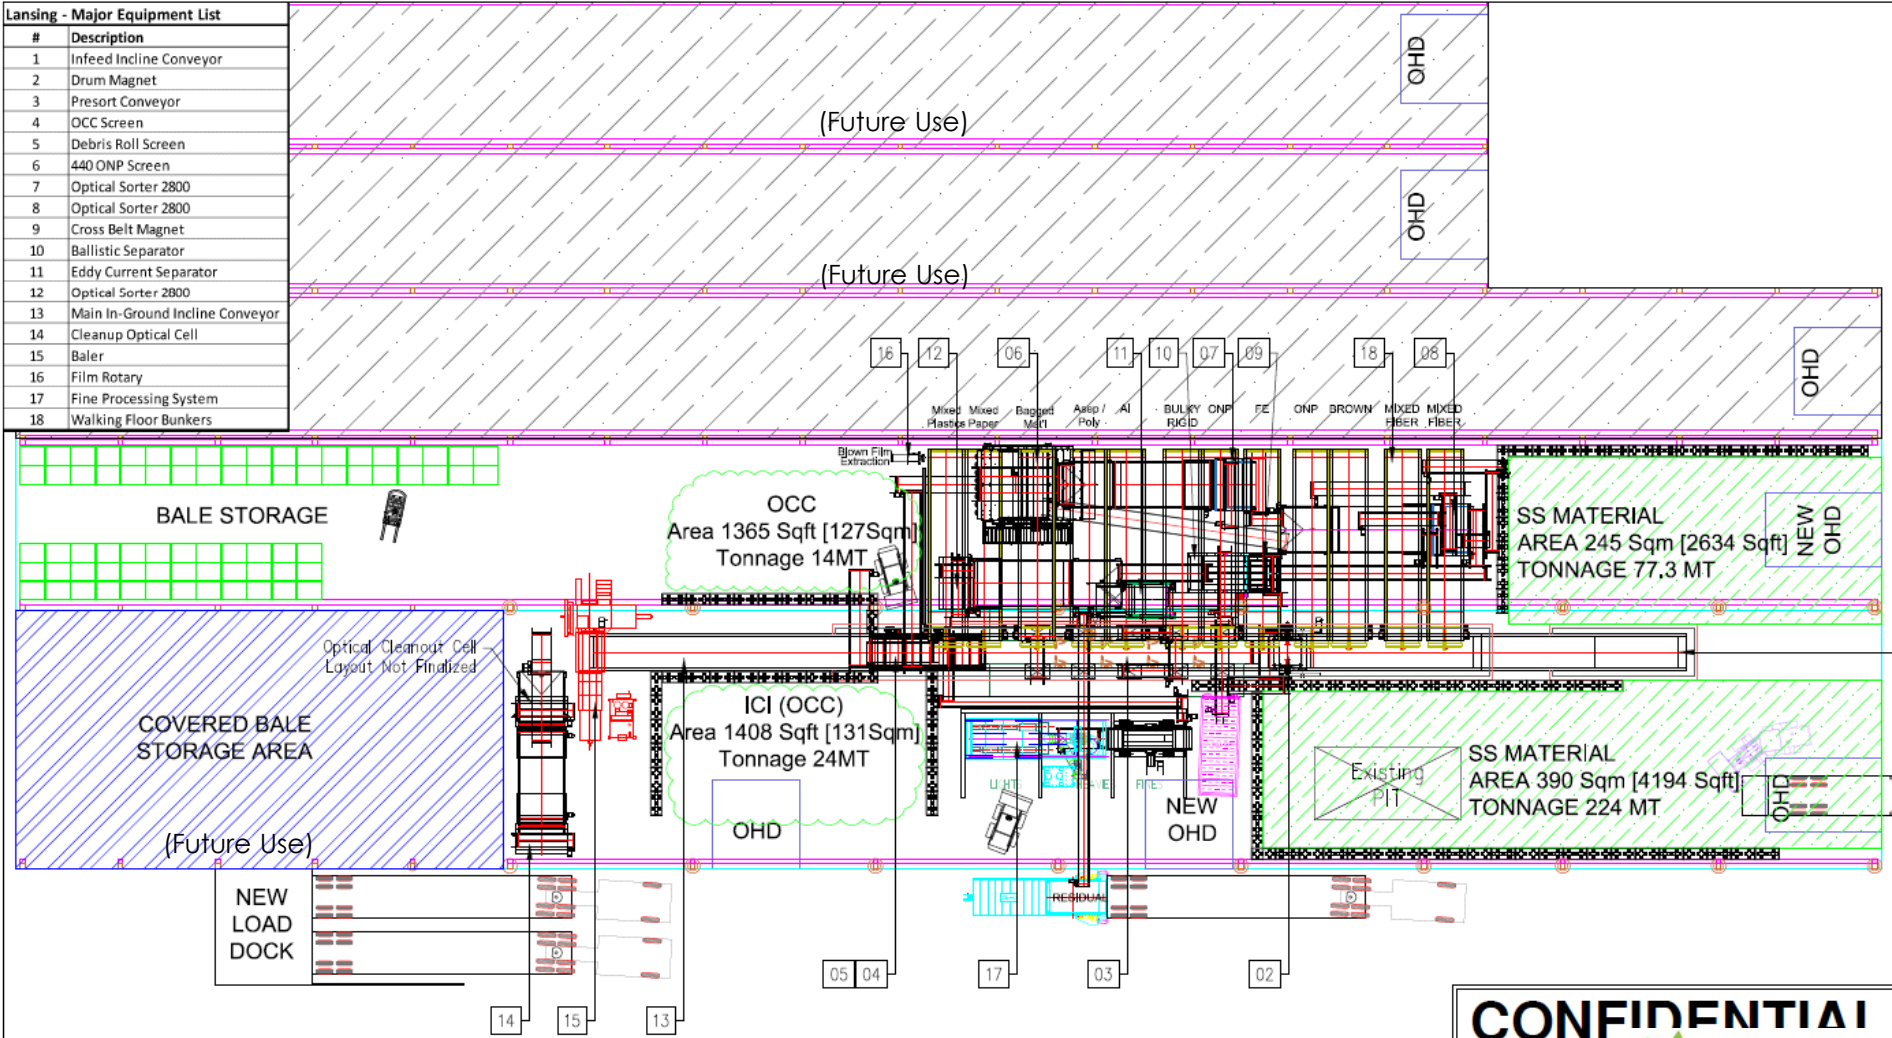 Lansing - Major Equipment List
# Description
1 Infeed Incline Conveyor
2 Drum Magnet
3 Presort Conveyor
4 OCC Screen
5 Debris Roll Screen
6 440 ONP Screen
7 Optical Sorter 2800
8 Optical Sorter 2800
9 Cross Belt Magnet
10 Ballistic Separator
11 Eddy Current Separator
12 Optical Sorter 2800
13 Main In-Ground Incline Conveyor
14 Cleanup Optical Cell
15 Baler
16 Film Rotary
17 Fine Processing System
18 Walking Floor Bunkers
OHD
(Future Use)
OHD
(Future Use)
OHD
16 12 06 11 10 07 09 18 08
Mixed Plastics
Mixed Paper
Bagged Mat'l
Asep / Poly
Al
BULKY RIGID
ONP
FE
ONP
BROWN
MIXED FIBER
MIXED FIBER
Blown Film
Extraction
BALE STORAGE
OCC
Area 1365 Sqft [127Sqm]
Tonnage 14MT
SS MATERIAL
AREA 245 Sqm [2634 Sqft]
TONNAGE 77,3 MT
NEW
OHD
Optical Cleanout Cell
Layout Not Finalized
COVERED BALE
STORAGE AREA
(Future Use)
ICI (OCC)
Area 1408 Sqft [131Sqm]
Tonnage 24MT
OHD
NEW
OHD
Existing
PIT
SS MATERIAL
AREA 390 Sqm [4194 Sqft]
TONNAGE 224 MT
OHD
NEW
LOAD
DOCK
RESIDUAL
05 04 17 03 02
14 15 13
CONFIDENTIAL